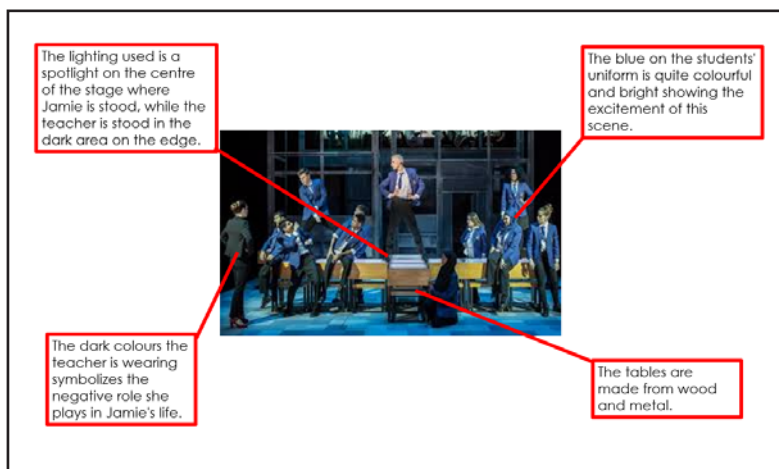 The lighting used is a
spotlight on the centre
of the stage where
Jamie is stood, while the
teacher is stood in the
dark area on the edge.
The blue on the students'
uniform is quite colourful
and bright showing the
excitement of this
scene.
The dark colours the
teacher is wearing
symbolizes the
negative role she
plays in Jamie's life.
The tables are
made from wood
and metal.